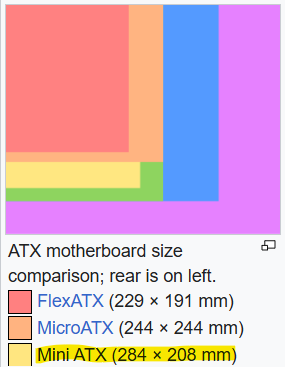 ATX motherboard size
comparison; rear is on left.
FlexATX (229 × 191 mm)
MicroATX (244 × 244 mm)
Mini ATX (284 × 208 mm)